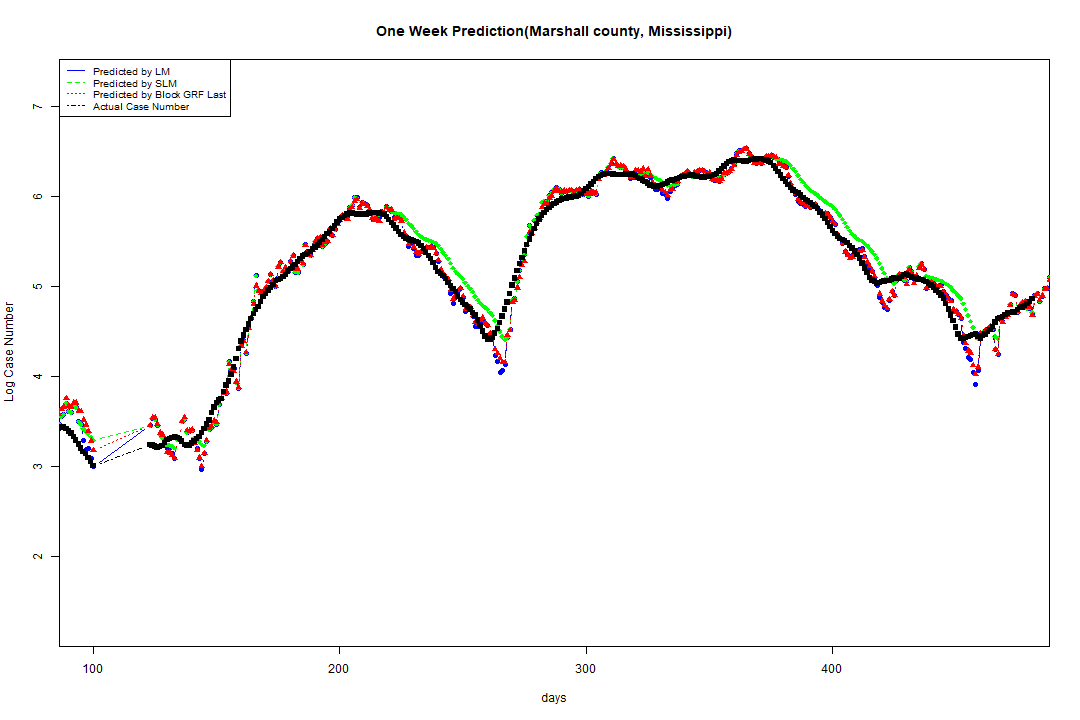 One Week Prediction(Marshall county, Mississippi)
Predicted by LM
Predicted by SLM
Predicted by Block GRF Last
Actual Case Number
7
6
5
4
3
2
Log Case Number
100 200 300 400
days